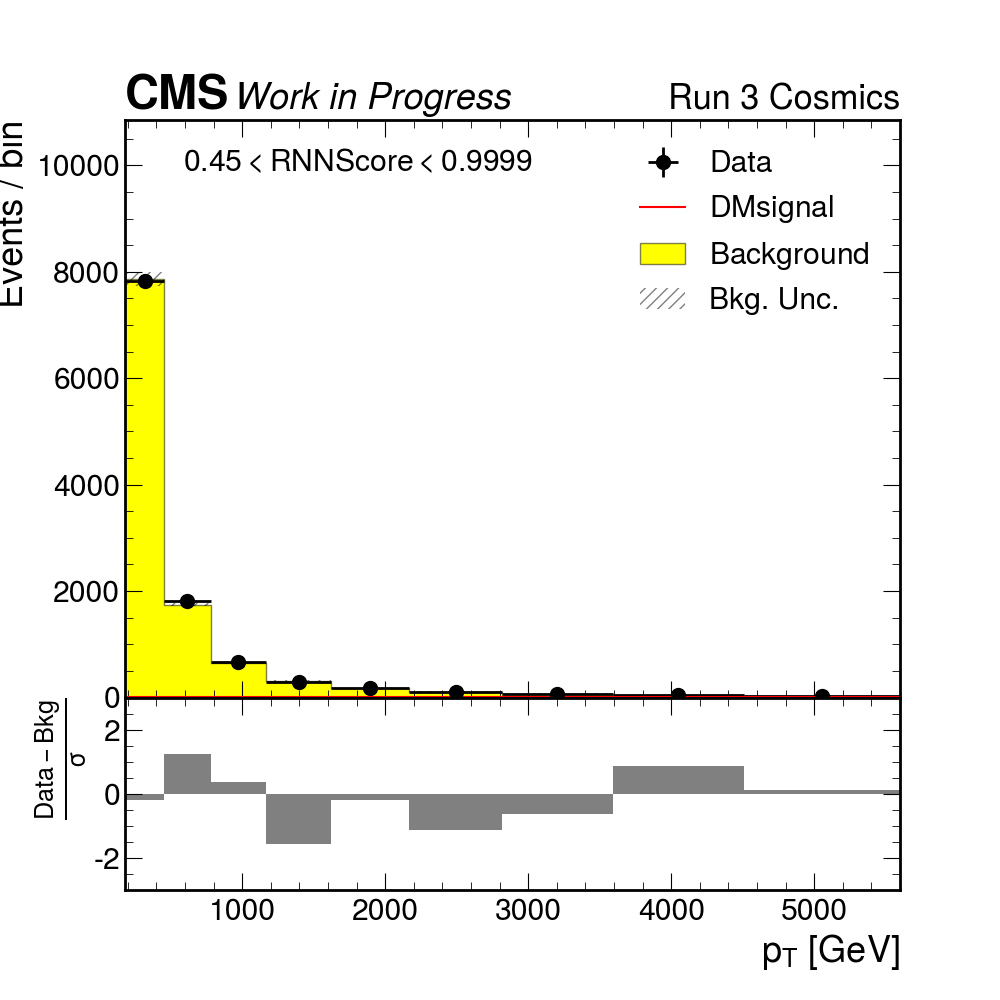 CMS Work in Progress
Run 3 Cosmics
Events / bin
0.45 < RNNScore < 0.9999
Data
DMsignal
Background
Bkg. Unc.
10000
8000
6000
4000
2000
0
Data – Bkg
σ
2
0
-2
1000 2000 3000 4000 5000
pT [GeV]